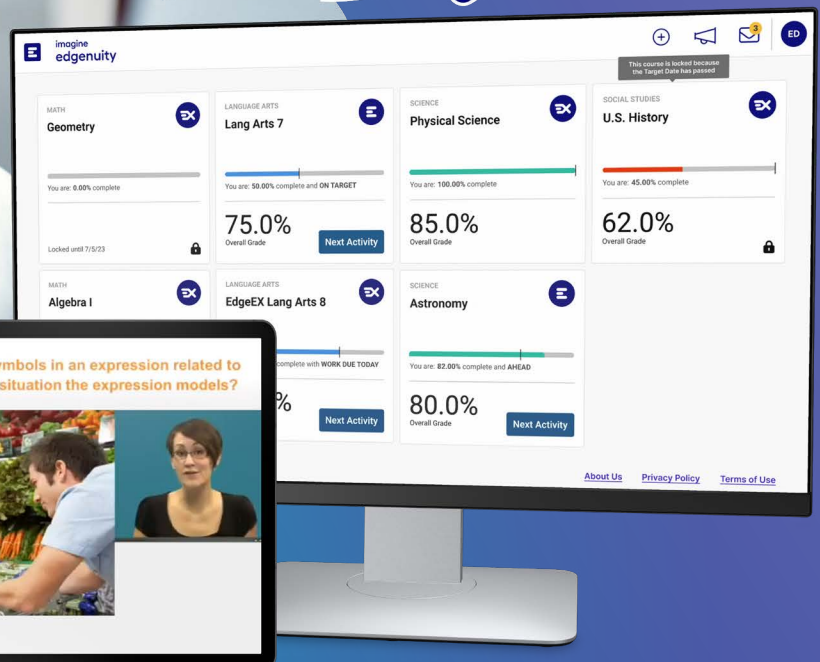 imagine
edgenuity
3
ED
This course is locked because
the Target Date has passed
MATH
Geometry
EX
You are: 0.00% complete
Locked until 7/5/23
LANGUAGE ARTS
Lang Arts 7
E
You are: 50.00% complete and ON TARGET
75.0%
Overall Grade
Next Activity
SCIENCE
Physical Science
EX
You are: 100.00% complete
85.0%
Overall Grade
SOCIAL STUDIES
U.S. History
EX
You are: 45.00% complete
62.0%
Overall Grade
MATH
Algebra I
EX
LANGUAGE ARTS
EdgeEX Lang Arts 8
EX
complete with WORK DUE TODAY
%
Next Activity
SCIENCE
Astronomy
E
You are: 82.00% complete and AHEAD
80.0%
Overall Grade
Next Activity
About Us Privacy Policy Terms of Use
mbols in an expression related to
situation the expression models?